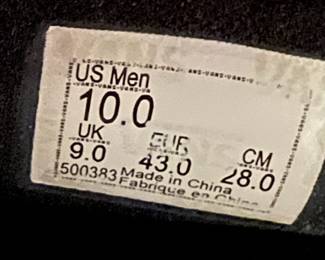 US Men
10.0
UK EUR CM
9.0 43.0 28.0
500383 Made in China
Fabrique en China